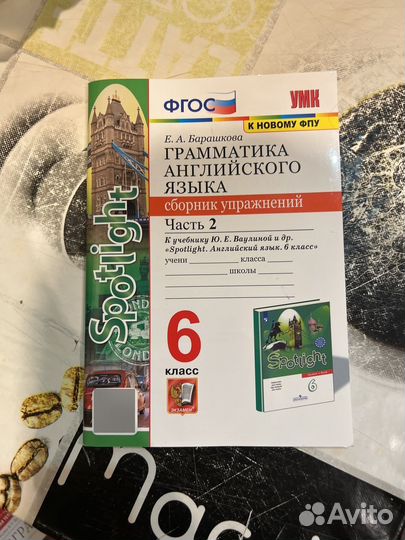 ФГОС
УМК
К НОВОМУ ФПУ
Е. А. Барашкова
ГРАММАТИКА
АНГЛИЙСКОГО
ЯЗЫКА
сборник упражнений
Часть 2
К учебнику Ю. Е. Ваулиной и др.
«Spotlight. Английский язык. 6 класс»
учени класса
школы
Spotlight
6
КЛАСС
ЭКЗАМЕН
Spotlight
6
Avito